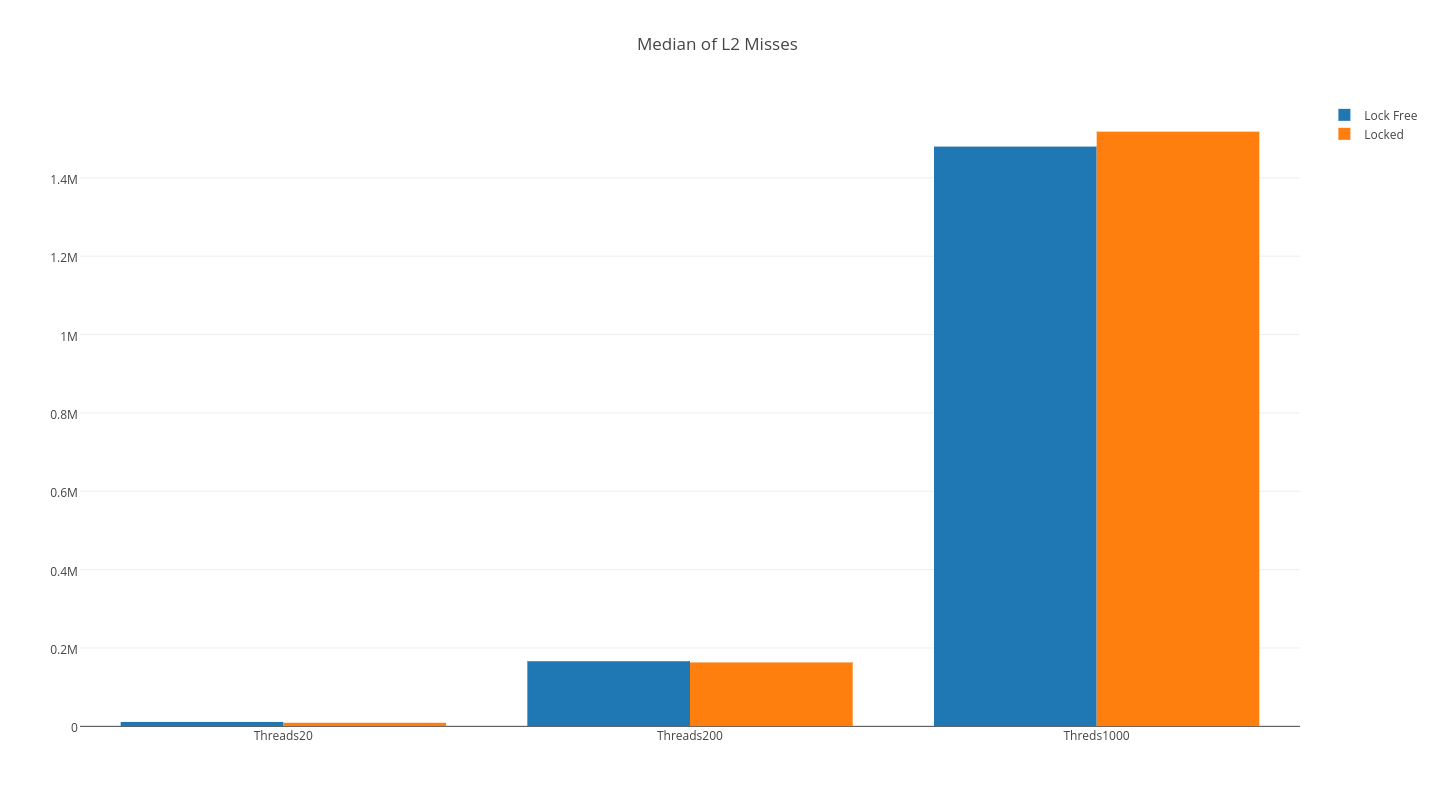 Median of L2 Misses
Lock Free
Locked
1.4M
1.2M
1M
0.8M
0.6M
0.4M
0.2M
0
Threads20
Threads200
Threds1000